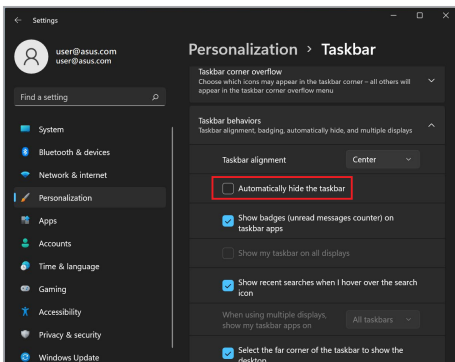 Settings
user@asus.com
user@asus.com
Find a setting
System
Bluetooth & devices
Network & internet
Personalization
Apps
Accounts
Time & language
Gaming
Accessibility
Privacy & security
Windows Update
Personalization > Taskbar
Taskbar corner overflow
Choose which icons may appear in the taskbar corner – all others will
appear in the taskbar corner overflow menu
Taskbar behaviors
Taskbar alignment, badging, automatically hide, and multiple displays
Taskbar alignment
Center
Automatically hide the taskbar
Show badges (unread messages counter) on
taskbar apps
Show my taskbar on all displays
Show recent searches when I hover over the search
icon
When using multiple displays,
show my taskbar apps on
All taskbars
Select the far corner of the taskbar to show the
desktop